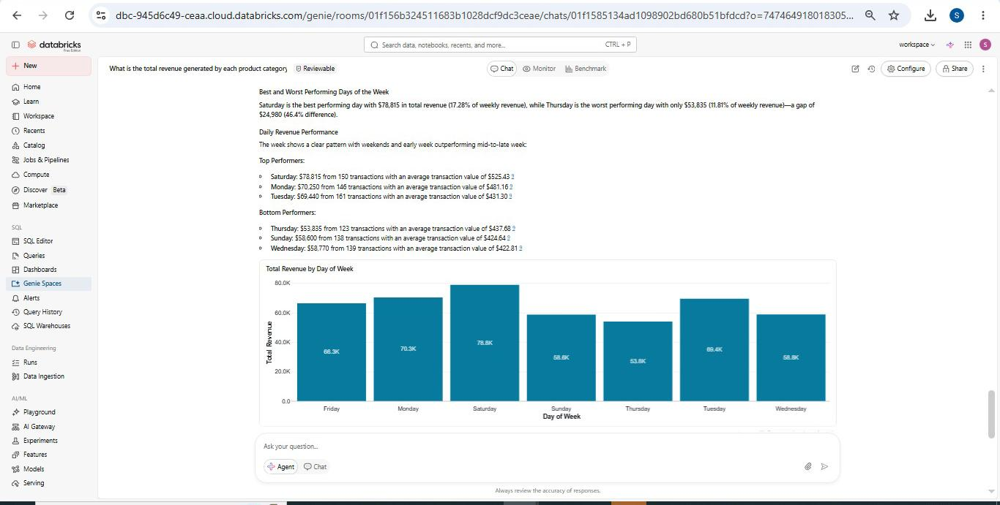 dbc-945d6c49-ceaa.cloud.databricks.com/genie/rooms/01f156b324511683b1028dcf9dc3ceae/chats/01f1585134ad1098902bd680b51bfdcd?o=747464918018305...
S
databricks
Free Edition
Search data, notebooks, recents, and more...
CTRL + P
workspace
S
New
Home
Learn
Workspace
Recents
Catalog
Jobs & Pipelines
Compute
Discover Beta
Marketplace
SQL
SQL Editor
Queries
Dashboards
Genie Spaces
Alerts
Query History
SQL Warehouses
Data Engineering
Runs
Data Ingestion
AI/ML
Playground
AI Gateway
Experiments
Features
Models
Serving
What is the total revenue generated by each product category
Reviewable
Chat
Monitor
Benchmark
Configure
Share
Best and Worst Performing Days of the Week
Saturday is the best performing day with $78,815 in total revenue (17.28% of weekly revenue), while Thursday is the worst performing day with only $53,835 (11.81% of weekly revenue)—a gap of
$24,980 (46.4% difference).
Daily Revenue Performance
The week shows a clear pattern with weekends and early week outperforming mid-to-late week:
Top Performers:
Saturday: $78,815 from 150 transactions with an average transaction value of $525.43
Monday: $70,250 from 146 transactions with an average transaction value of $481.16
Tuesday: $69,440 from 161 transactions with an average transaction value of $431.30
Bottom Performers:
Thursday: $53,835 from 123 transactions with an average transaction value of $437.68
Sunday: $58,600 from 138 transactions with an average transaction value of $424.64
Wednesday: $58,770 from 139 transactions with an average transaction value of $422.81
Total Revenue by Day of Week
Total Revenue
80.0K
60.0K
40.0K
20.0K
0.0
66.3K
70.3K
78.8K
58.6K
53.8K
69.4K
58.8K
Friday
Monday
Saturday
Sunday
Thursday
Tuesday
Wednesday
Day of Week
Ask your question...
Agent
Chat
Always review the accuracy of responses.